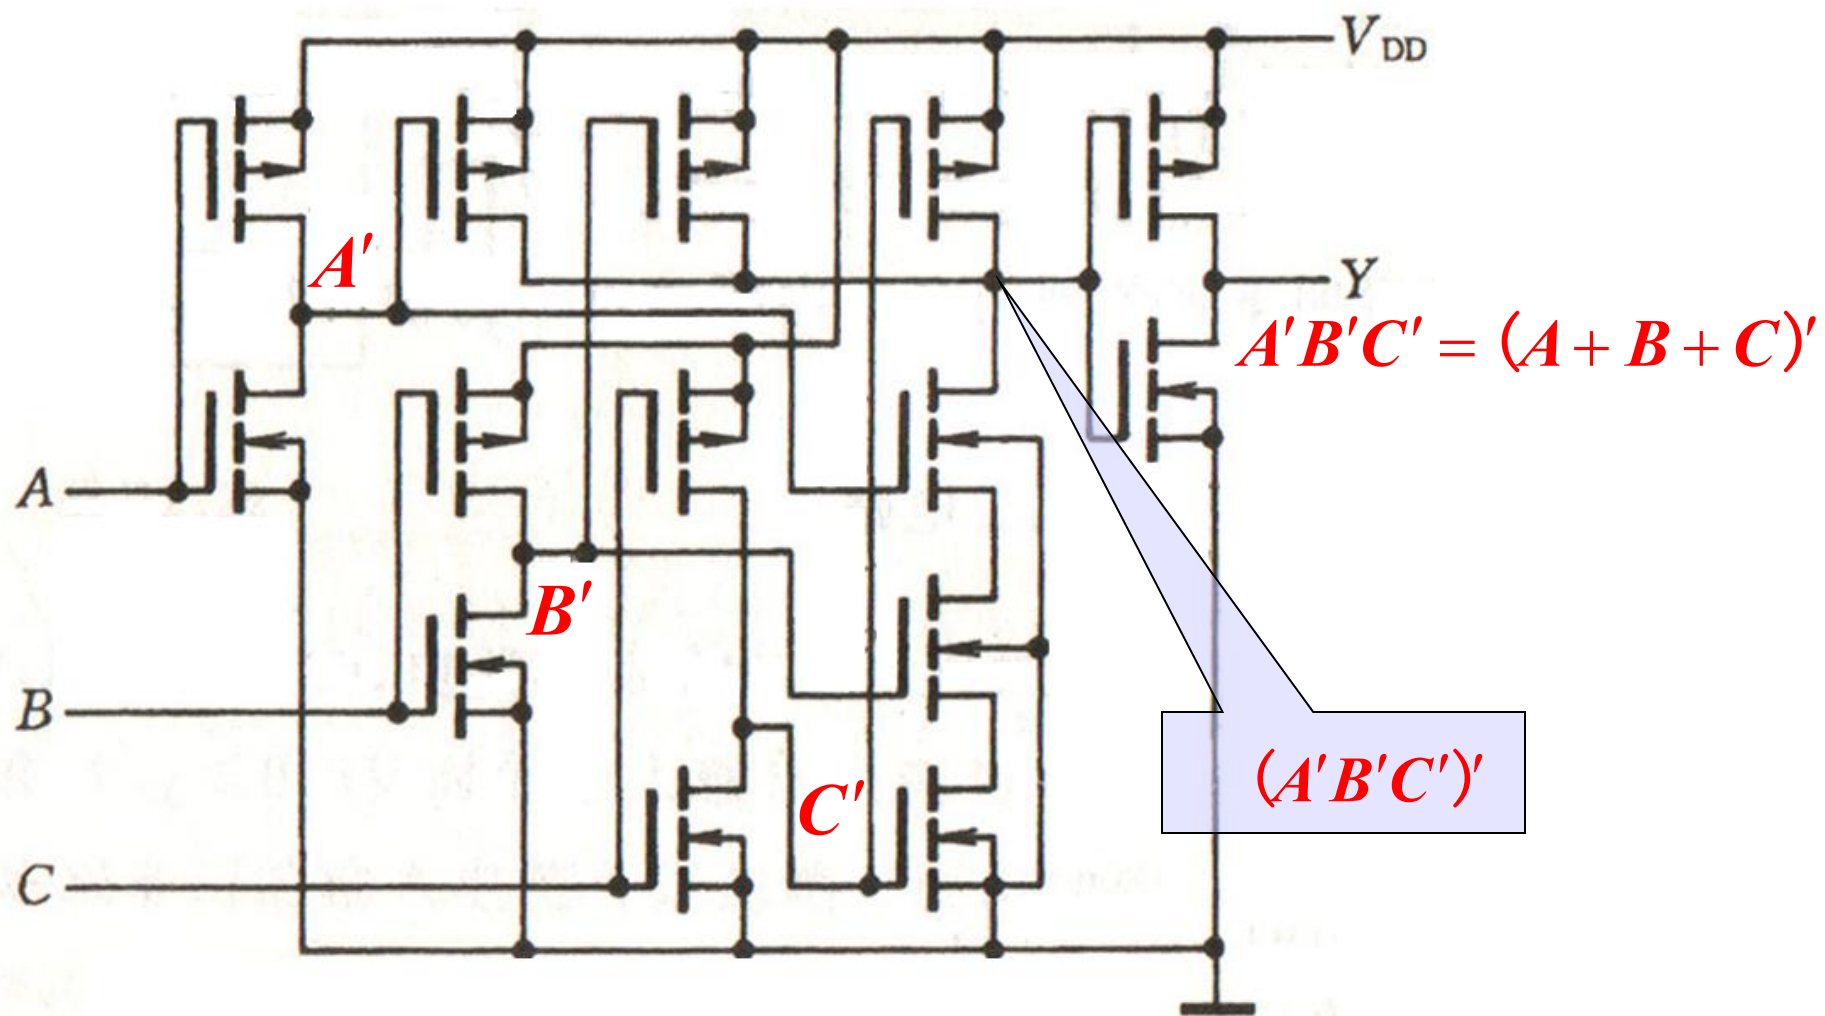 V_DD
A′
Y
A′B′C′ = (A + B + C)′
A
B′
B
(A′B′C′)′
C′
C